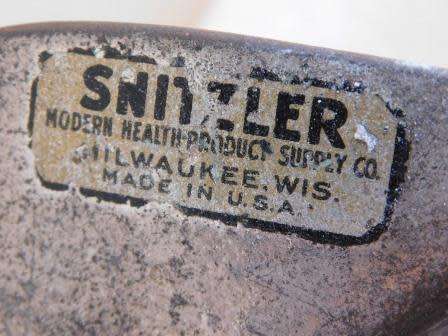 SNITZLER
MODERN HEALTH PRODUCT SUPPLY CO.
MILWAUKEE, WIS.
MADE IN U.S.A.